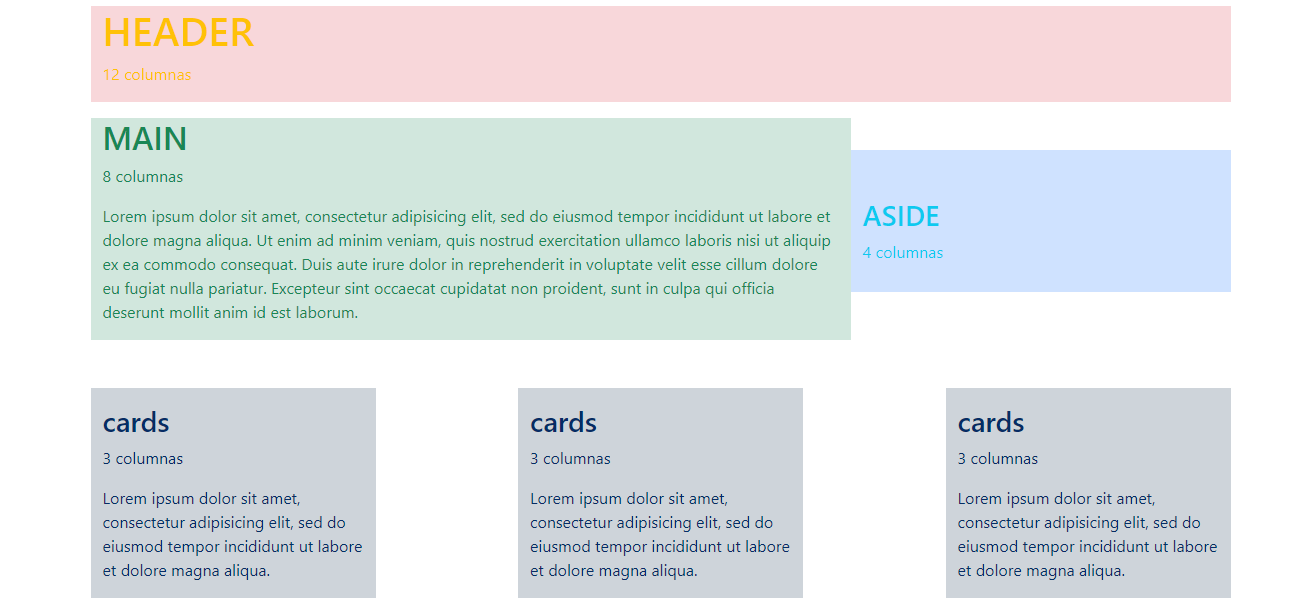 HEADER
12 columnas
MAIN
8 columnas
Lorem ipsum dolor sit amet, consectetur adipisicing elit, sed do eiusmod tempor incididunt ut labore et
dolore magna aliqua. Ut enim ad minim veniam, quis nostrud exercitation ullamco laboris nisi ut aliquip
ex ea commodo consequat. Duis aute irure dolor in reprehenderit in voluptate velit esse cillum dolore
eu fugiat nulla pariatur. Excepteur sint occaecat cupidatat non proident, sunt in culpa qui officia
deserunt mollit anim id est laborum.
ASIDE
4 columnas
cards
3 columnas
Lorem ipsum dolor sit amet,
consectetur adipisicing elit, sed do
eiusmod tempor incididunt ut labore
et dolore magna aliqua.
cards
3 columnas
Lorem ipsum dolor sit amet,
consectetur adipisicing elit, sed do
eiusmod tempor incididunt ut labore
et dolore magna aliqua.
cards
3 columnas
Lorem ipsum dolor sit amet,
consectetur adipisicing elit, sed do
eiusmod tempor incididunt ut labore
et dolore magna aliqua.